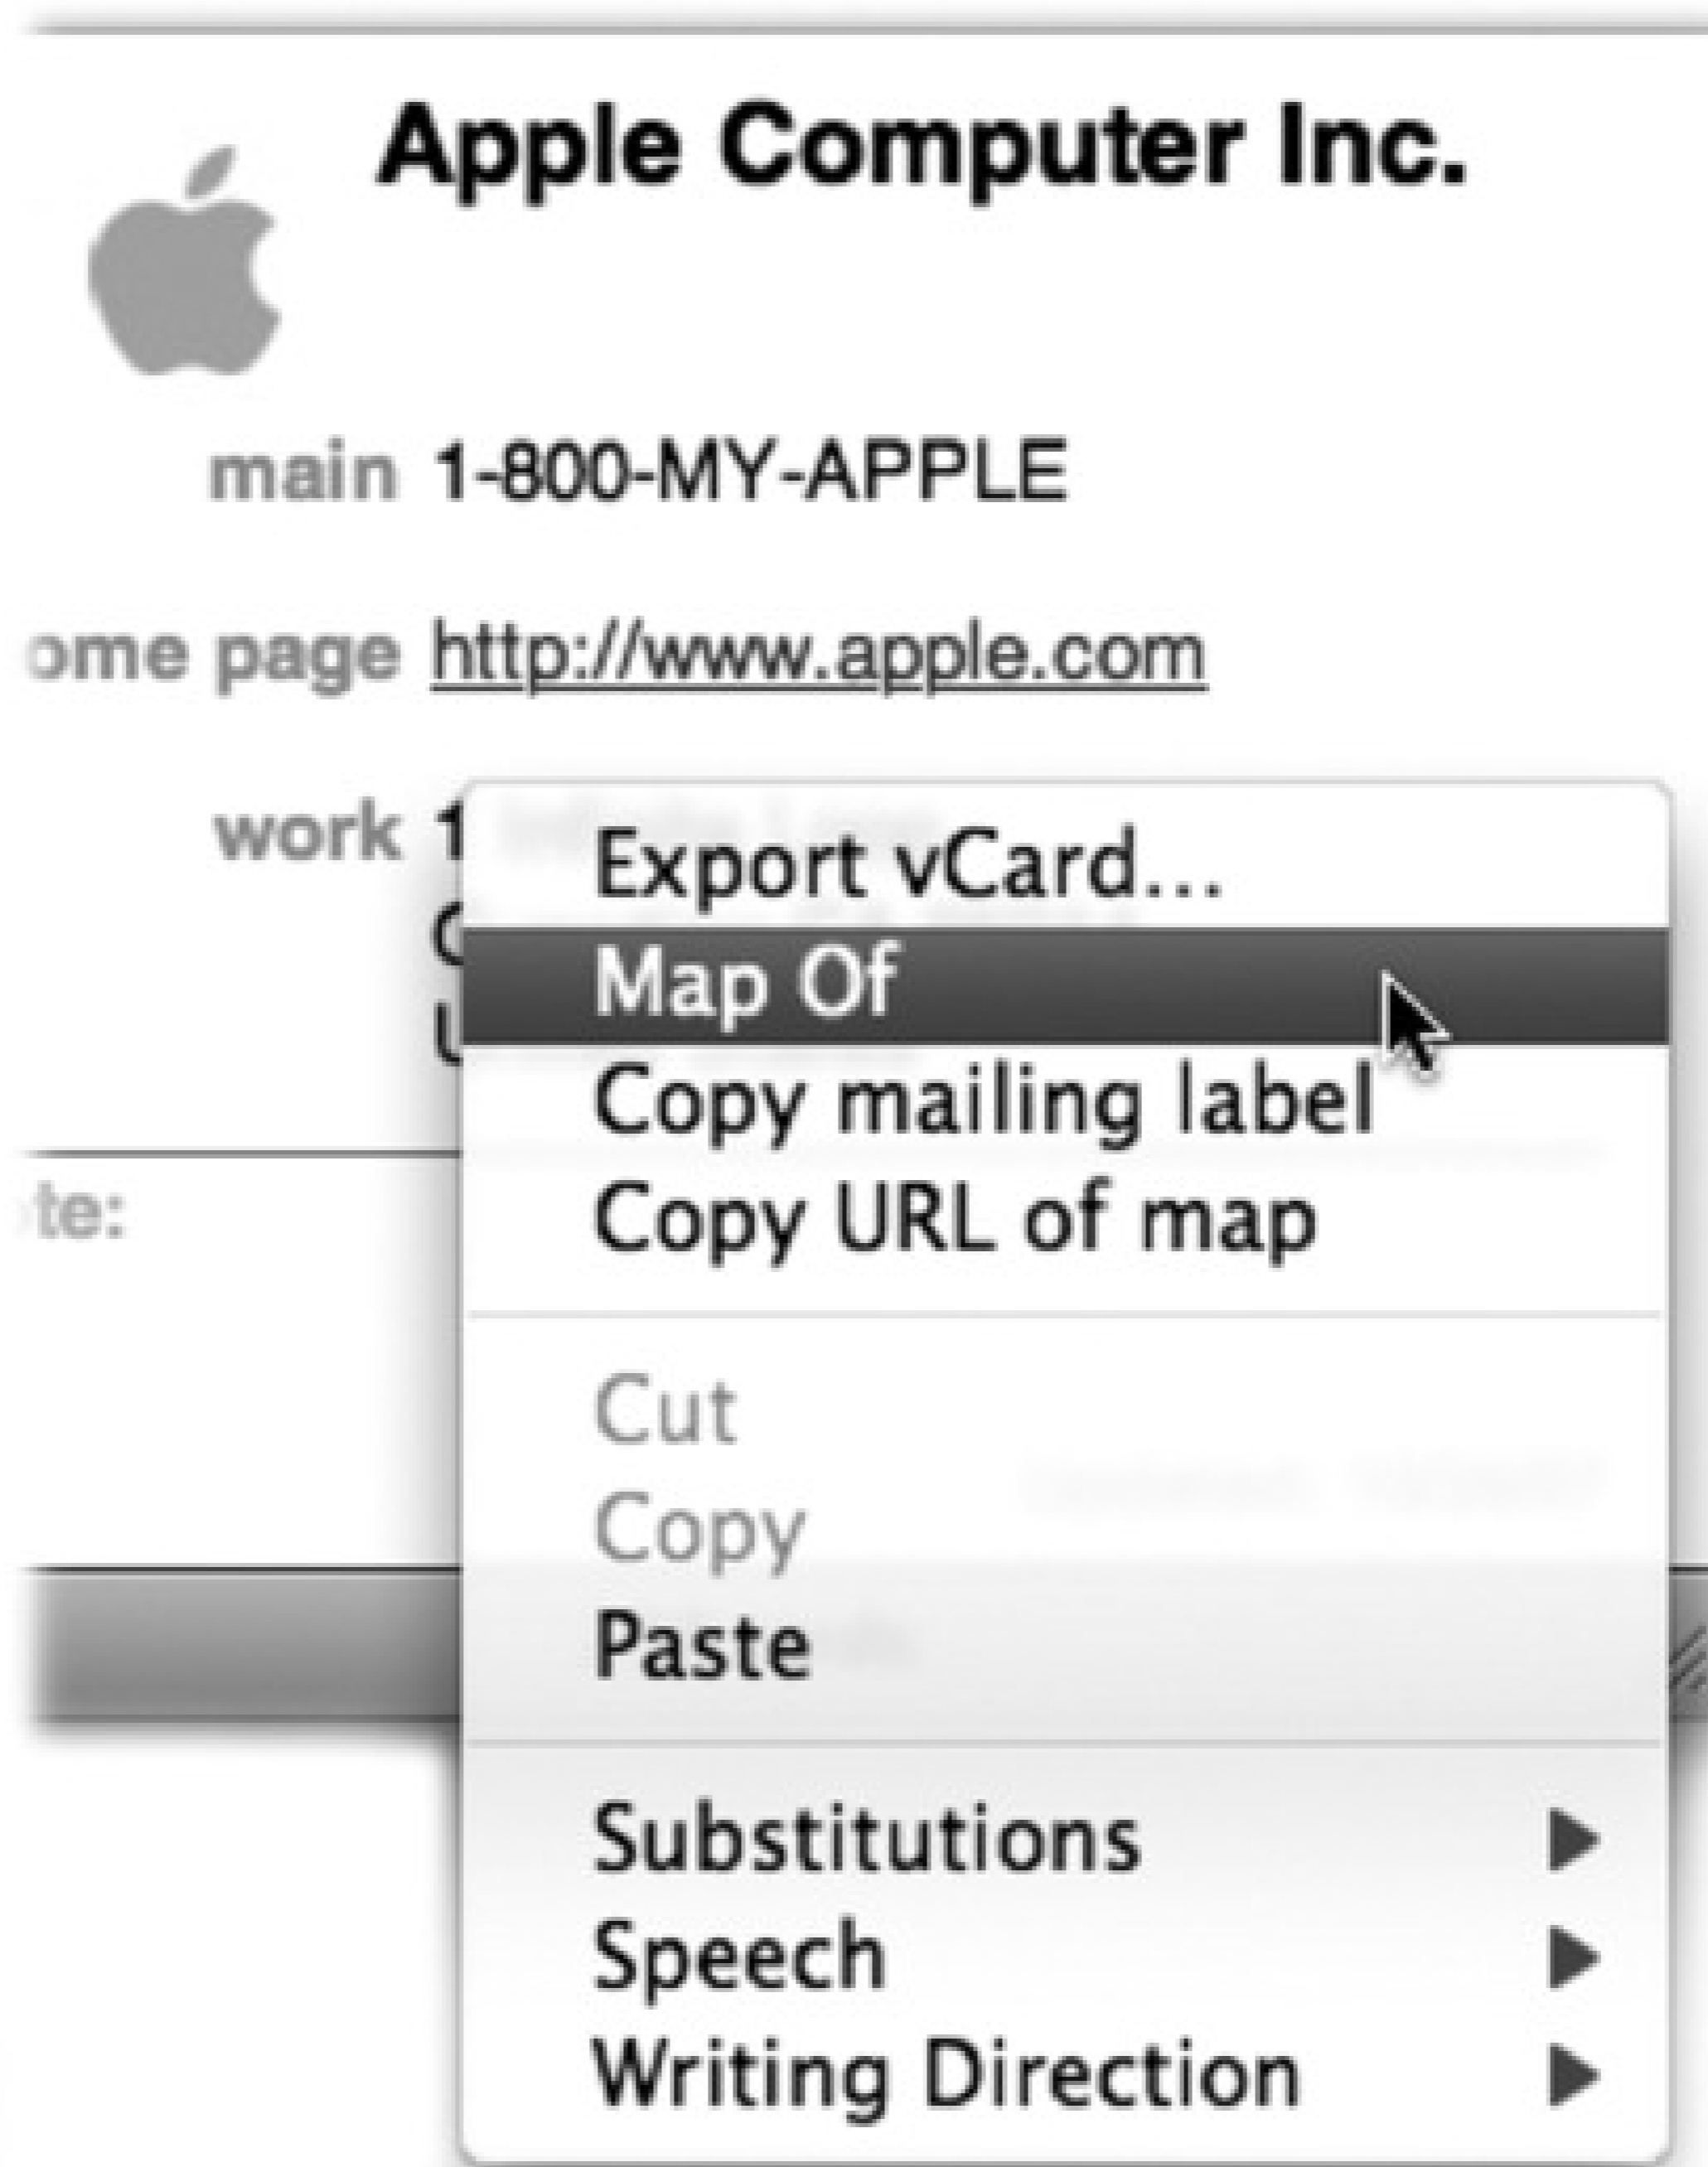 Apple Computer Inc.
main 1-800-MY-APPLE
ome page http://www.apple.com
work 1
Export vCard...
Map Of
Copy mailing label
te:
Copy URL of map
Cut
Copy
Paste
Substitutions
Speech
Writing Direction